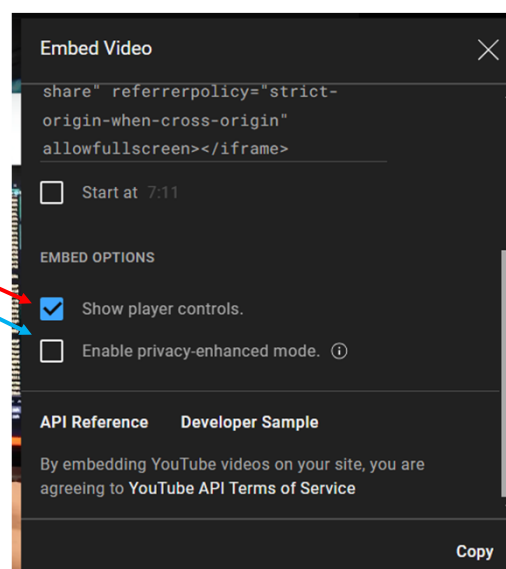 Embed Video
share" referrerpolicy="strict-
origin-when-cross-origin"
allowfullscreen></iframe>
Start at 7:11
EMBED OPTIONS
Show player controls.
Enable privacy-enhanced mode.
API Reference Developer Sample
By embedding YouTube videos on your site, you are
agreeing to YouTube API Terms of Service
Copy